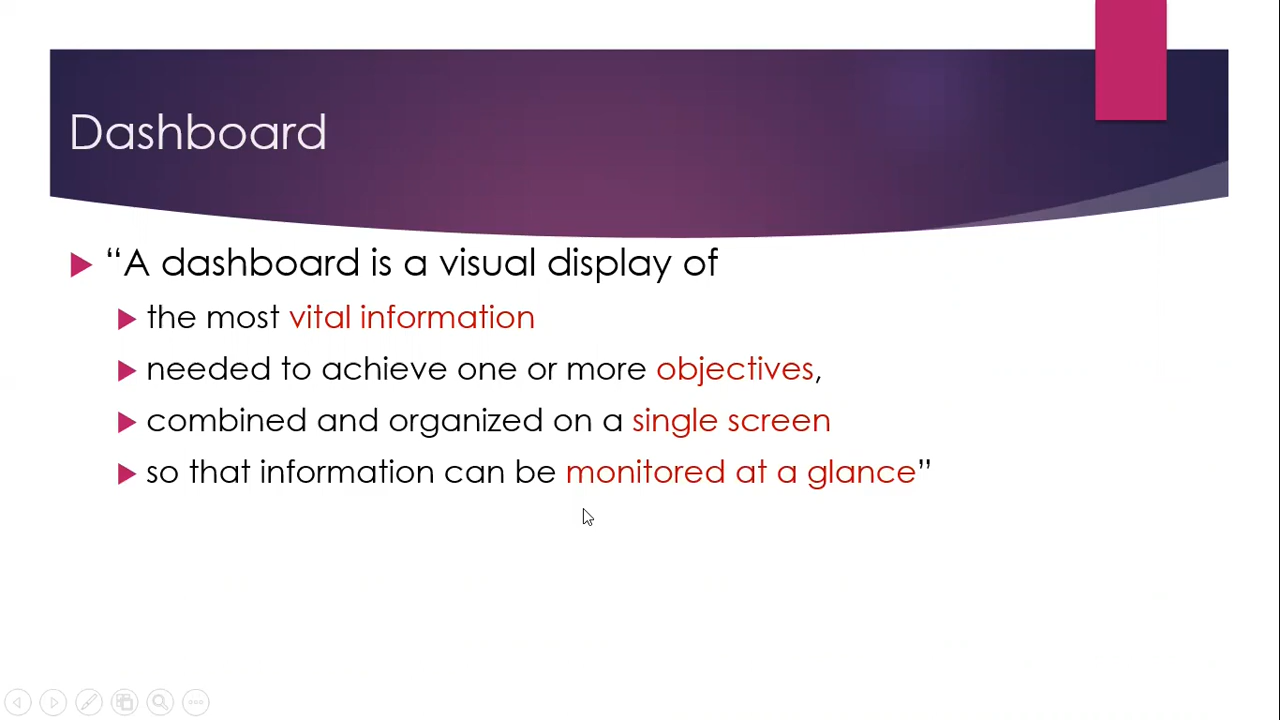 Dashboard
“A dashboard is a visual display of
the most vital information
needed to achieve one or more objectives,
combined and organized on a single screen
so that information can be monitored at a glance”